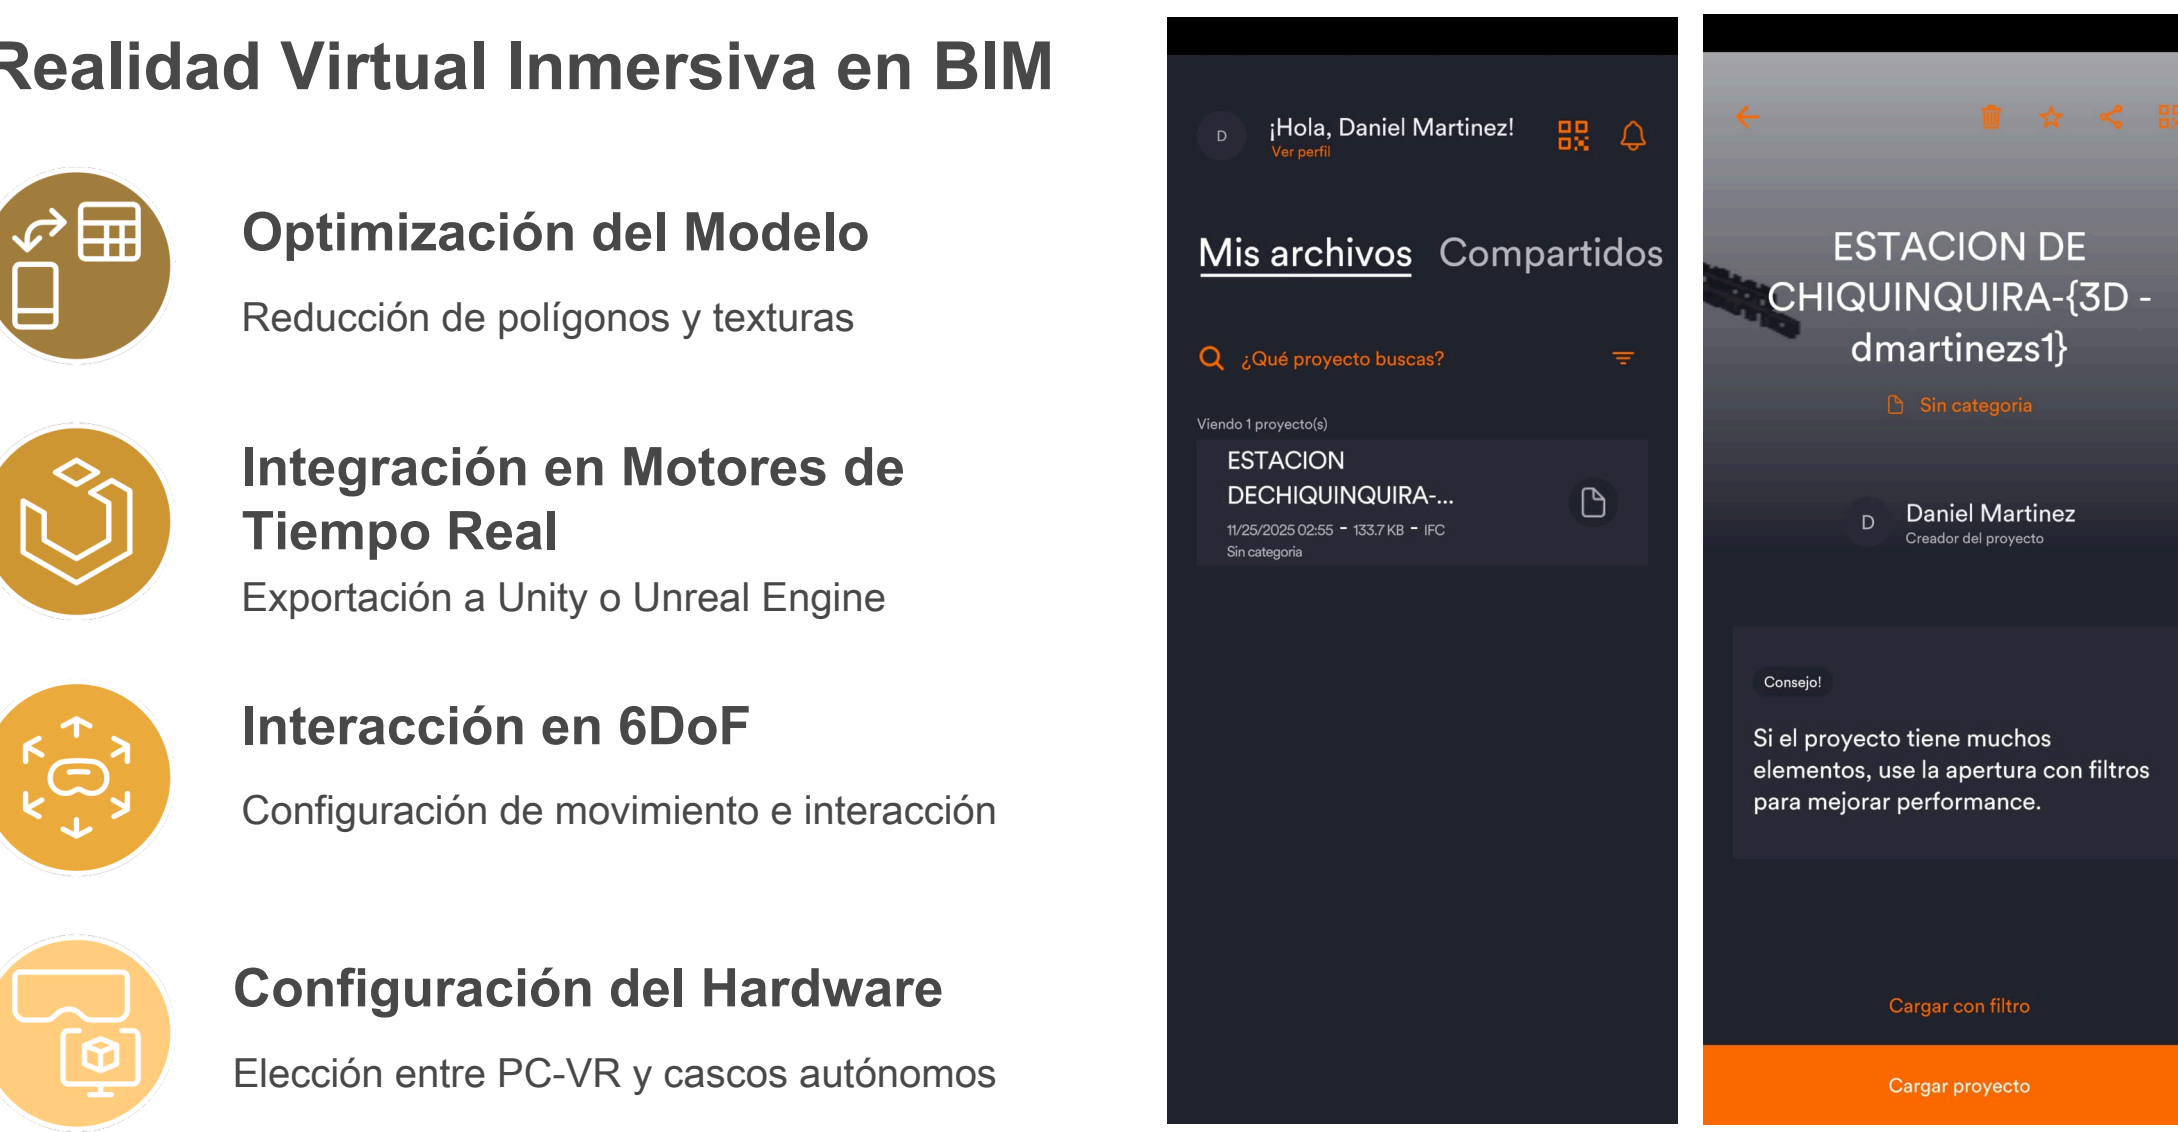 Realidad Virtual Inmersiva en BIM
Optimización del Modelo
Reducción de polígonos y texturas
Integración en Motores de
Tiempo Real
Exportación a Unity o Unreal Engine
Interacción en 6DoF
Configuración de movimiento e interacción
Configuración del Hardware
Elección entre PC-VR y cascos autónomos
D
¡Hola, Daniel Martinez!
Ver perfil
Mis archivos Compartidos
¿Qué proyecto buscas?
Viendo 1 proyecto(s)
ESTACION
DECHIQUINQUIRA-...
11/25/2025 02:55 - 133.7 KB - IFC
Sin categoria
ESTACION DE
CHIQUINQUIRA-{3D -
dmartinezs1}
Sin categoria
D
Daniel Martinez
Creador del proyecto
Consejo!
Si el proyecto tiene muchos
elementos, use la apertura con filtros
para mejorar performance.
Cargar con filtro
Cargar proyecto